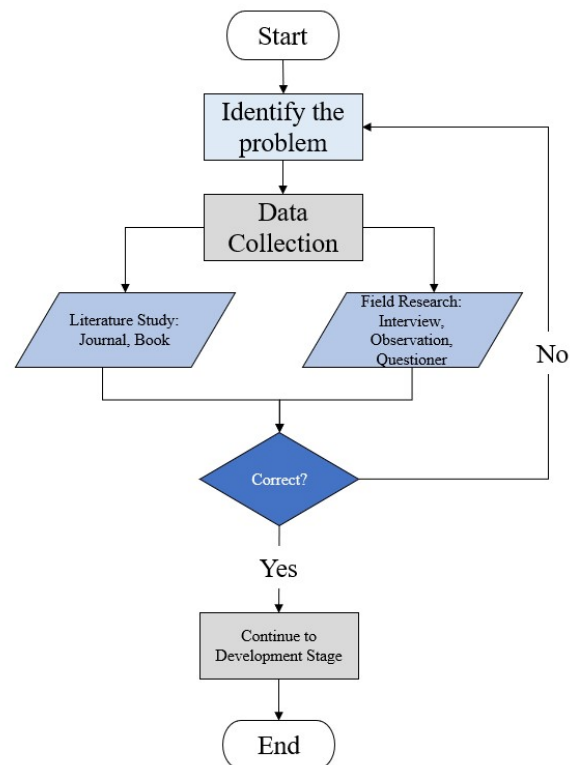 Start
Identify the
problem
Data
Collection
Literature Study:
Journal, Book
Field Research:
Interview,
Observation,
Questioner
No
Correct?
Yes
Continue to
Development Stage
End